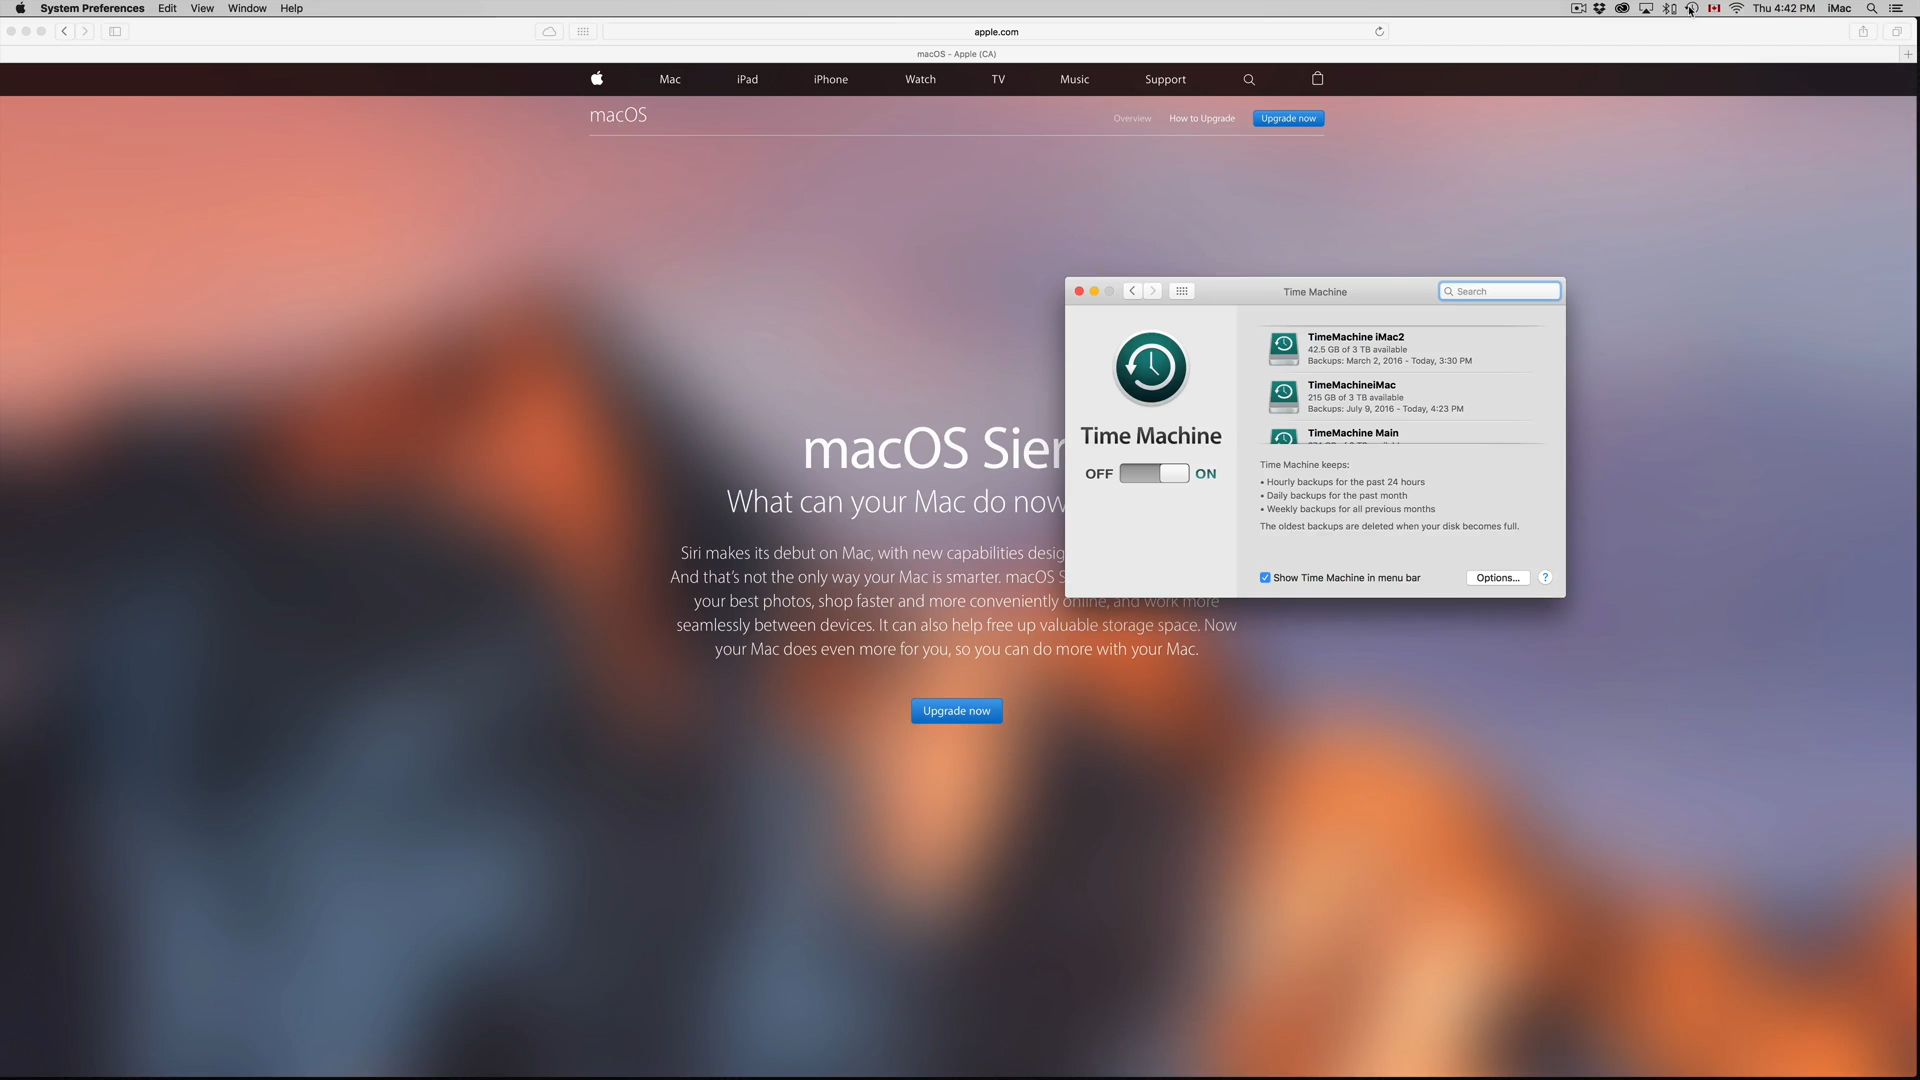 System Preferences Edit View Window Help
Thu 4:42 PM iMac
apple.com
macOS - Apple (CA)
Mac iPad iPhone Watch TV Music Support
macOS
Overview How to Upgrade Upgrade now
Time Machine
Search
TimeMachine iMac2
42.5 GB of 3 TB available
Backups: March 2, 2016 - Today, 3:30 PM
TimeMachineiMac
215 GB of 3 TB available
Backups: July 9, 2016 - Today, 4:23 PM
TimeMachine Main
Time Machine
OFF ON
Time Machine keeps:
• Hourly backups for the past 24 hours
• Daily backups for the past month
• Weekly backups for all previous months
The oldest backups are deleted when your disk becomes full.
Show Time Machine in menu bar
Options... ?
macOS Sier
What can your Mac do now
Siri makes its debut on Mac, with new capabilities desig
And that's not the only way your Mac is smarter. macOS S
your best photos, shop faster and more conveniently online, and work more
seamlessly between devices. It can also help free up valuable storage space. Now
your Mac does even more for you, so you can do more with your Mac.
Upgrade now